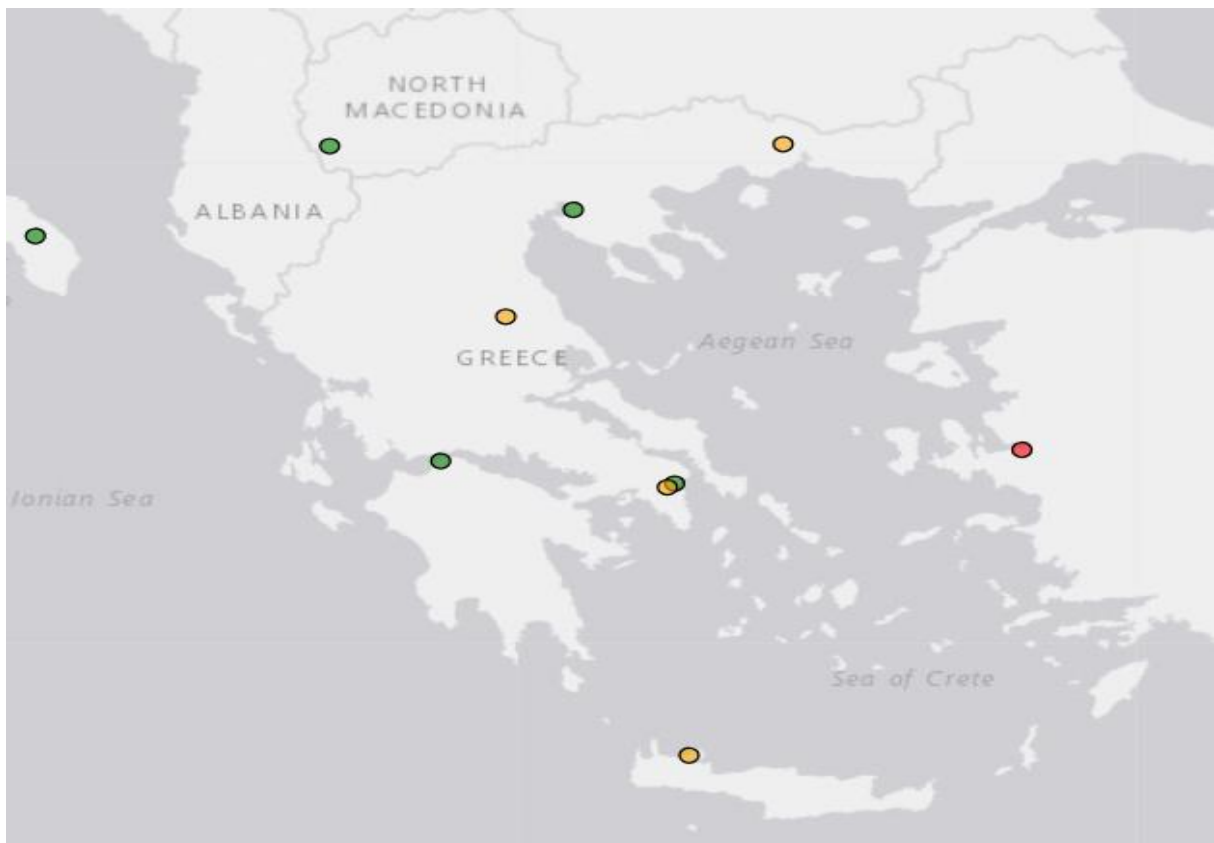 NORTH
MACEDONIA
ALBANIA
Aegean Sea
GREECE
Ionian Sea
Sea of Crete